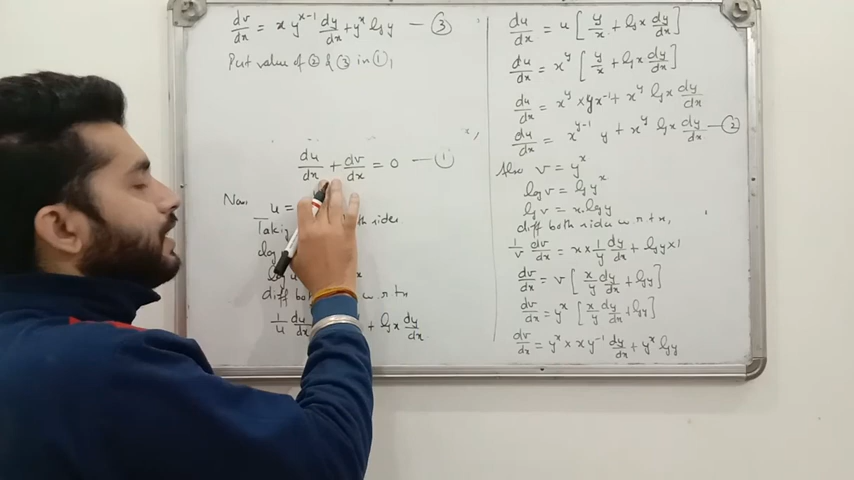 dv/dx = x y^(x-1) dy/dx + y^x log y — ③
Put value of ② & ③ in ①,
du/dx + dv/dx = 0 — ①
Now, u =
Taking
both sides
log
log u
x
diff bo
w.r.t x
1/u du/dx
+ log x dy/dx
du/dx = u [ y/x + log x dy/dx ]
du/dx = x^y [ y/x + log x dy/dx ]
du/dx = x^y × y x^-1 + x^y log x dy/dx
du/dx = x^(y-1) y + x^y log x dy/dx — ②
Also v = y^x
log v = log y^x
log v = x. log y
diff both sides w.r.t x,
1/v dv/dx = x × 1/y dy/dx + log y × 1
dv/dx = v [ x/y dy/dx + log y ]
dv/dx = y^x [ x/y dy/dx + log y ]
dv/dx = y^x × x y^-1 dy/dx + y^x log y